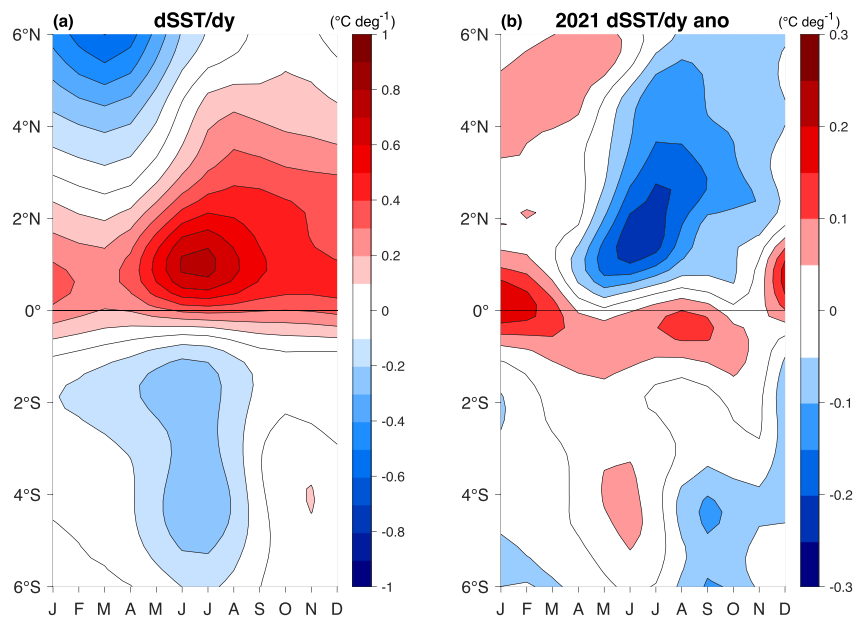 (a) dSST/dy (°C deg⁻¹)
6°N
4°N
2°N
0°
2°S
4°S
6°S
J F M A M J J A S O N D
1
0.8
0.6
0.4
0.2
0
-0.2
-0.4
-0.6
-0.8
-1
(b) 2021 dSST/dy ano (°C deg⁻¹)
6°N
4°N
2°N
0°
2°S
4°S
6°S
J F M A M J J A S O N D
0.3
0.2
0.1
0
-0.1
-0.2
-0.3